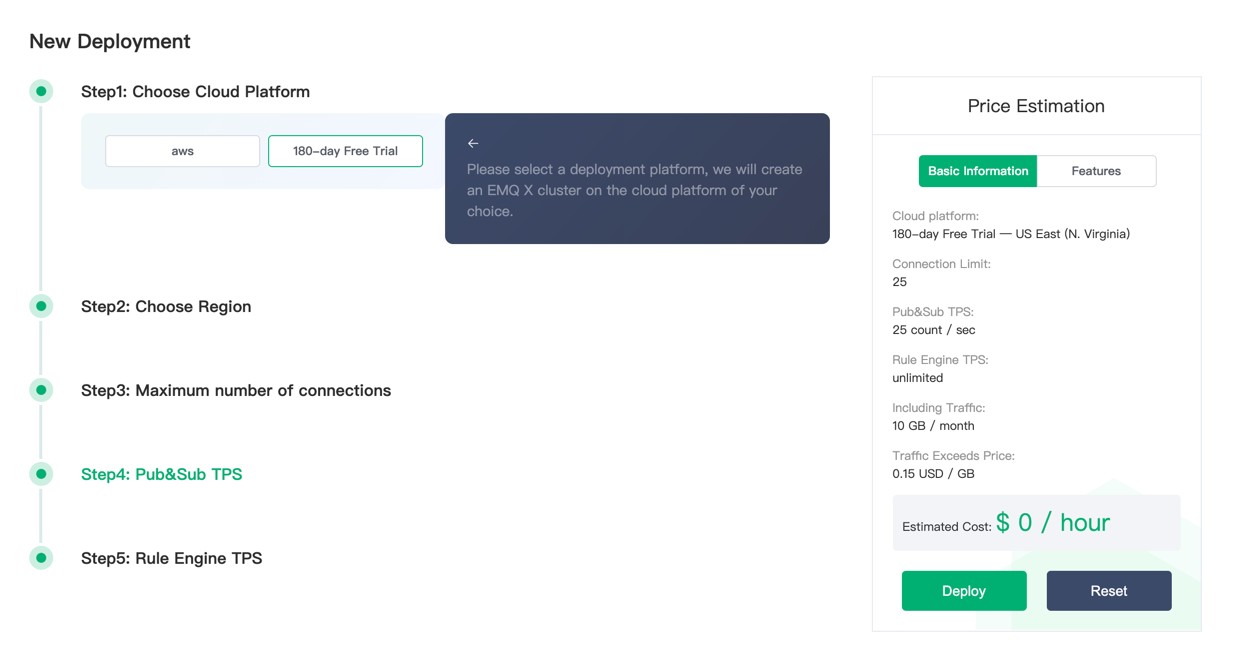 New Deployment
Step1: Choose Cloud Platform
aws
180-day Free Trial
←
Please select a deployment platform, we will create
an EMQ X cluster on the cloud platform of your
choice.
Step2: Choose Region
Step3: Maximum number of connections
Step4: Pub&Sub TPS
Step5: Rule Engine TPS
Price Estimation
Basic Information
Features
Cloud platform:
180-day Free Trial — US East (N. Virginia)
Connection Limit:
25
Pub&Sub TPS:
25 count / sec
Rule Engine TPS:
unlimited
Including Traffic:
10 GB / month
Traffic Exceeds Price:
0.15 USD / GB
Estimated Cost: $ 0 / hour
Deploy
Reset